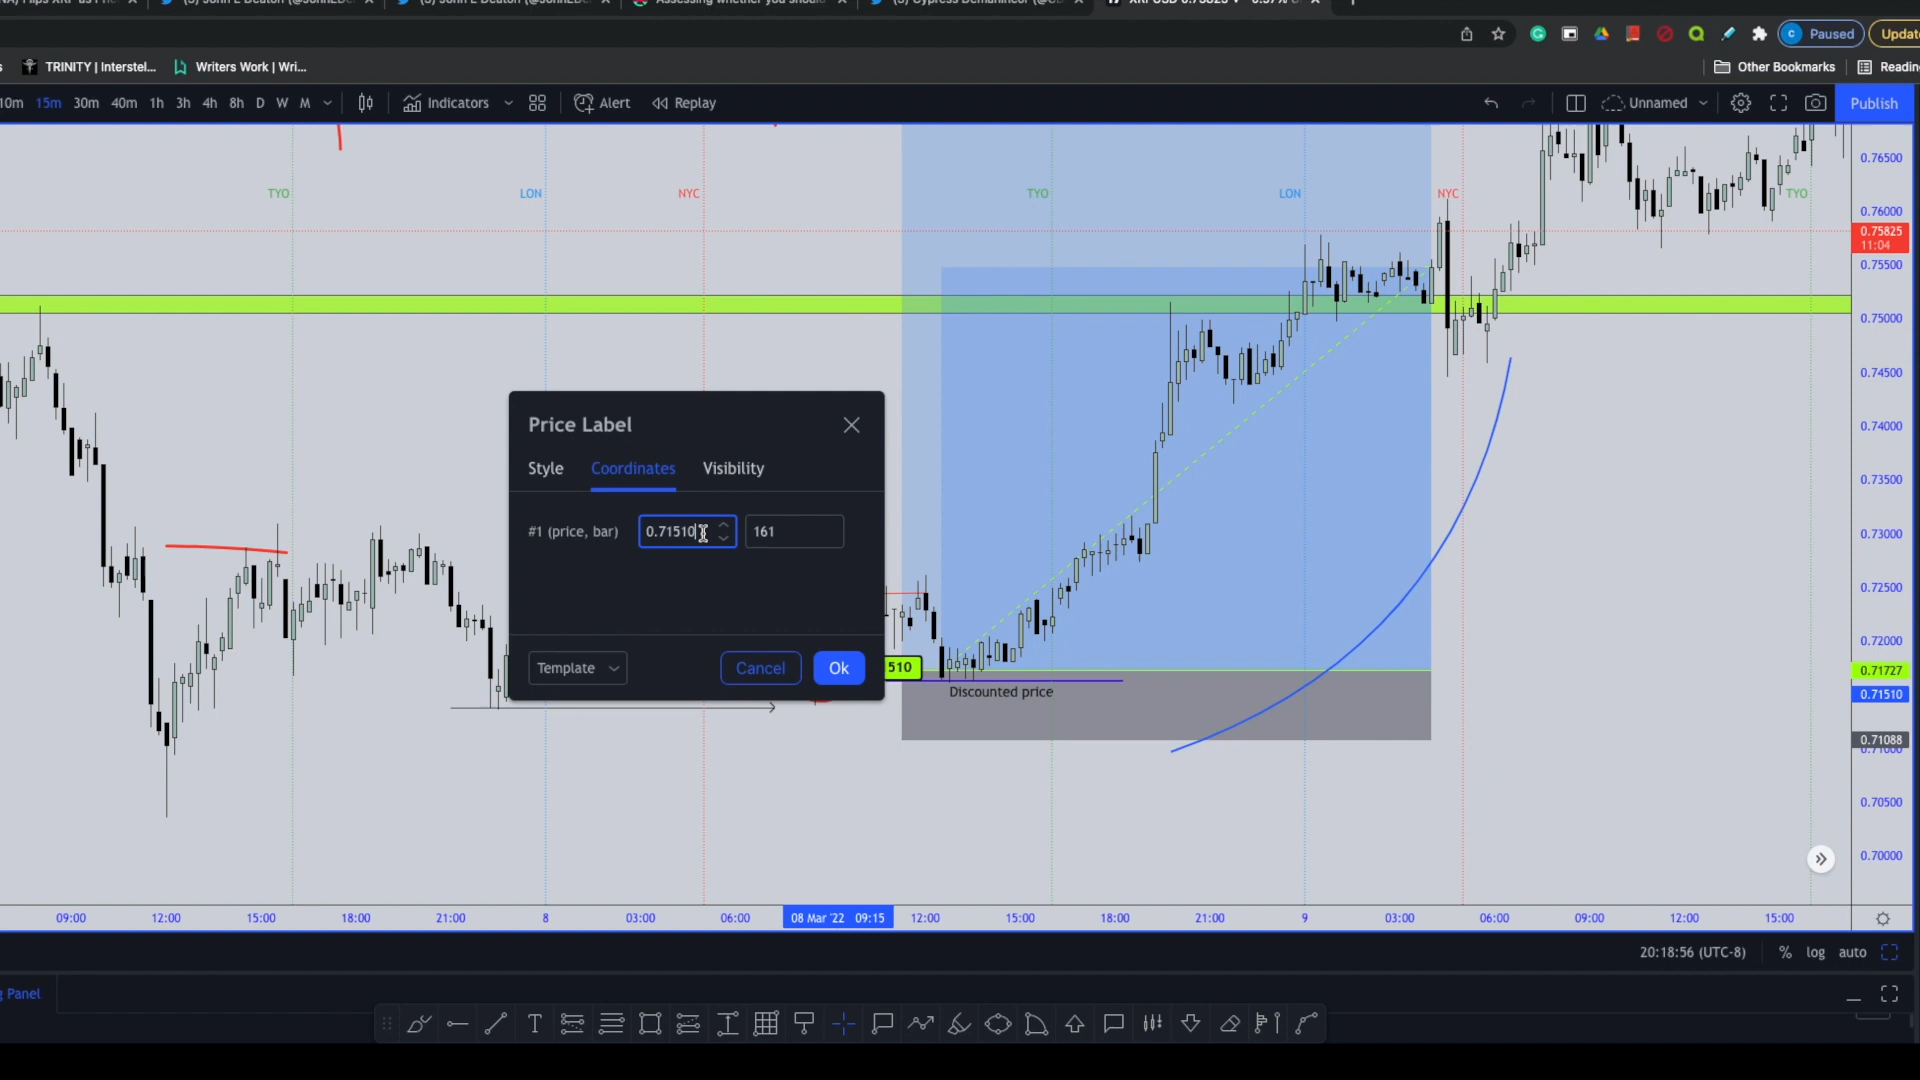 TRINITY | Interstel... Writers Work | Wri... Other Bookmarks Readin
Paused Update
10m 15m 30m 40m 1h 3h 4h 8h D W M Indicators Alert Replay Unnamed Publish
TYO LON NYC TYO LON NYC TYO
0.76500
0.76000
0.75825
11:04
0.75500
0.75000
0.74500
0.74000
0.73500
0.73000
0.72500
0.72000
0.71727
0.71510
0.71088
0.70500
0.70000
Price Label
Style Coordinates Visibility
#1 (price, bar) 0.71510 161
Template Cancel Ok
510
Discounted price
09:00 12:00 15:00 18:00 21:00 8 03:00 06:00 08 Mar '22 09:15 12:00 15:00 18:00 21:00 9 03:00 06:00 09:00 12:00 15:00
20:18:56 (UTC-8) % log auto
g Panel